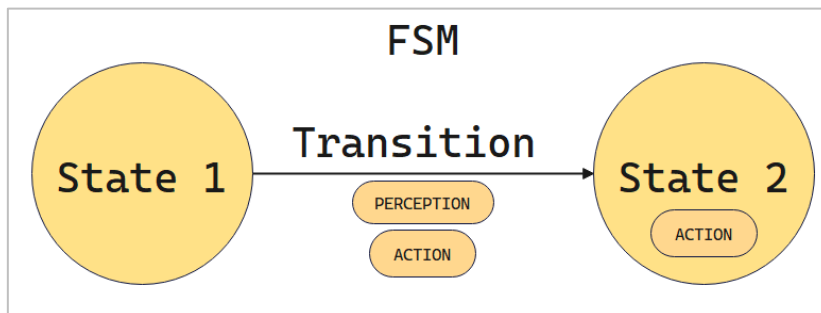 FSM
Transition
State 1
State 2
PERCEPTION
ACTION
ACTION